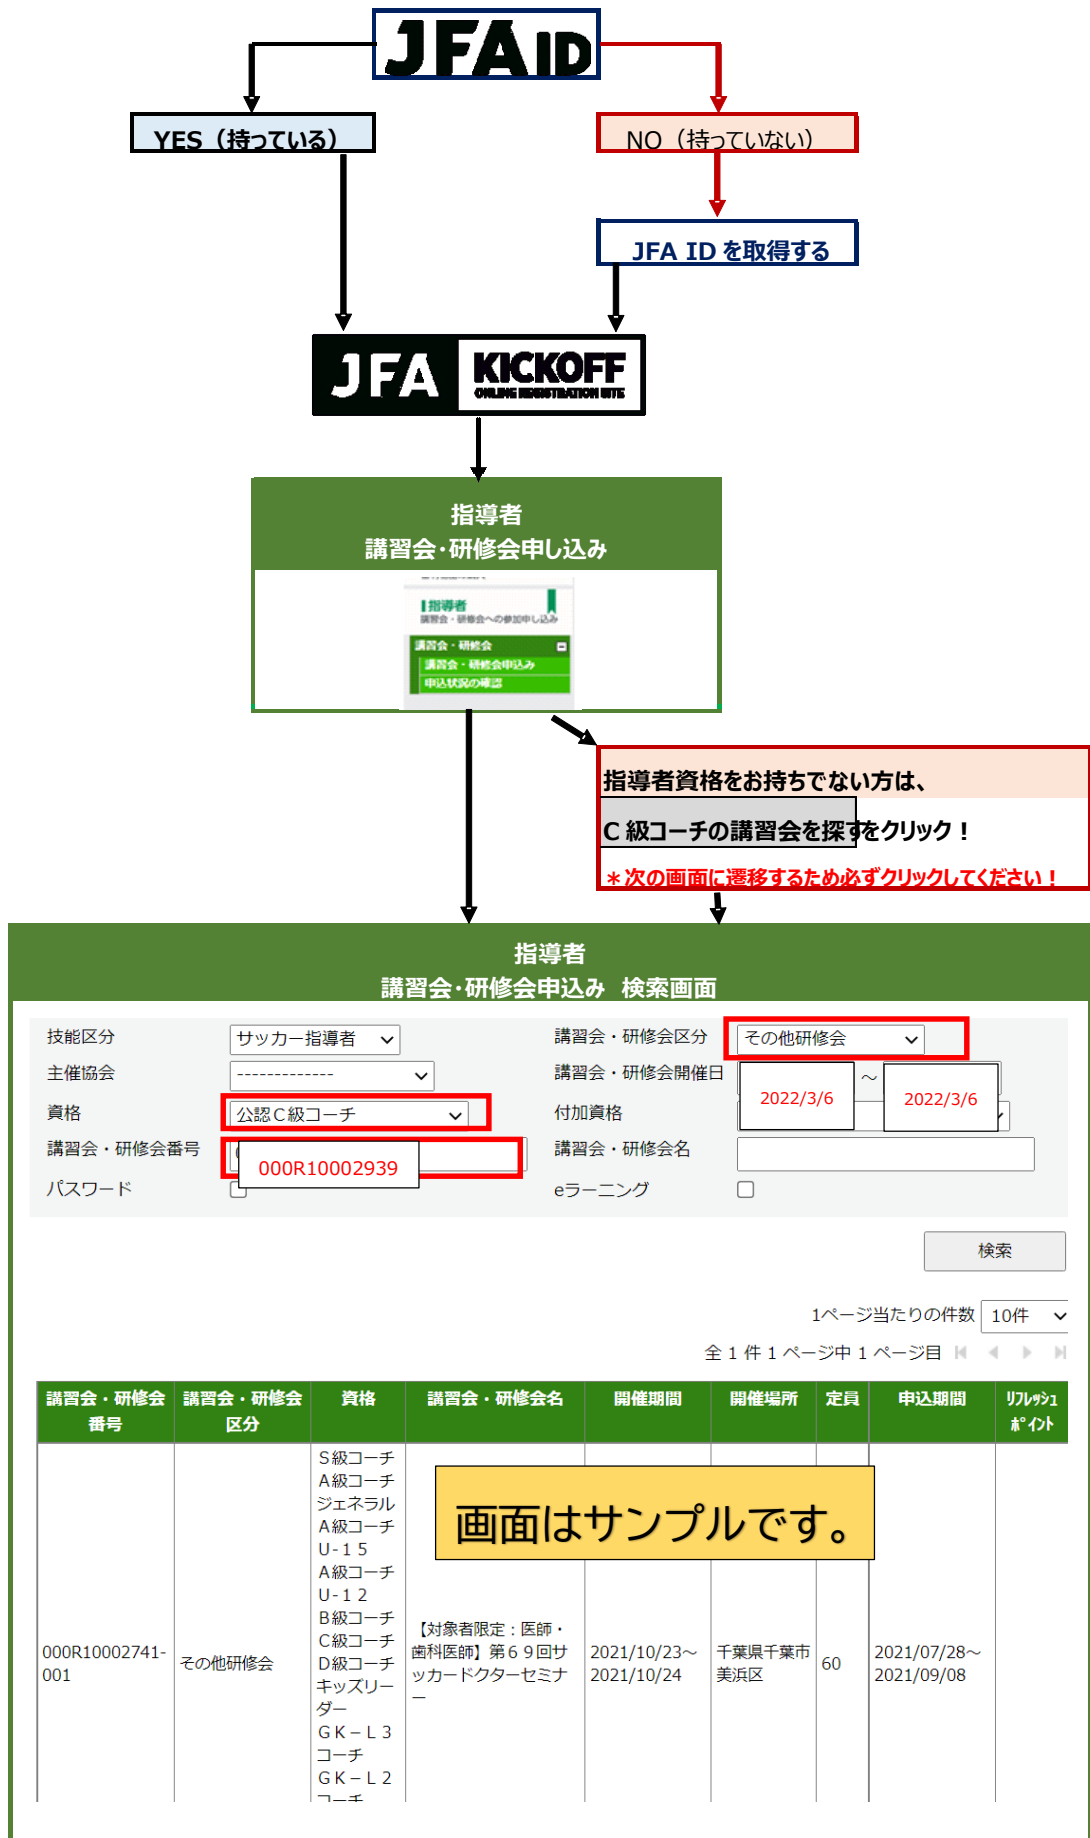 JFA ID
YES（持っている）
NO（持っていない）
JFA ID を取得する
JFA KICKOFF
ONLINE REGISTRATION SITE
指導者
講習会・研修会申し込み
指導者
講習会・研修会への参加申し込み
講習会・研修会
講習会・研修会申込み
申込状況の確認
指導者資格をお持ちでない方は、
C 級コーチの講習会を探すをクリック！
＊次の画面に遷移するため必ずクリックしてください！
指導者
講習会・研修会申込み 検索画面
技能区分 サッカー指導者 講習会・研修会区分 その他研修会
主催協会 ------------- 講習会・研修会開催日 2022/3/6 ～ 2022/3/6
資格 公認C級コーチ 付加資格
講習会・研修会番号 000R10002939 講習会・研修会名
パスワード eラーニング
検索
1ページ当たりの件数 10件
全 1 件 1 ページ中 1 ページ目
講習会・研修会番号 講習会・研修会区分 資格 講習会・研修会名 開催期間 開催場所 定員 申込期間 リフレッシュポイント
画面はサンプルです。
000R10002741-
001
その他研修会
S級コーチ
A級コーチ
ジェネラル
A級コーチ
U-15
A級コーチ
U-12
B級コーチ
C級コーチ
D級コーチ
キッズリー
ダー
GK－L3
コーチ
GK－L2
コーチ
【対象者限定：医師・
歯科医師】第６９回サ
ッカードクターセミナ
ー
2021/10/23～
2021/10/24
千葉県千葉市
美浜区
60
2021/07/28～
2021/09/08